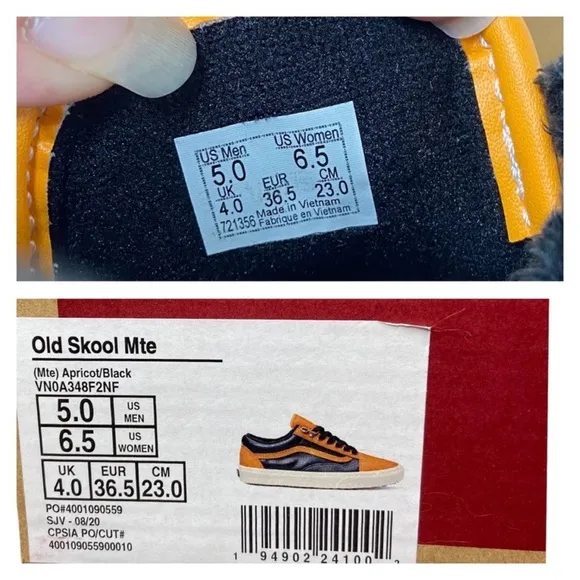 US Men US Women
5.0 6.5
UK EUR CM
4.0 36.5 23.0
721356 Made in Vietnam
Fabrique en Vietnam
Old Skool Mte
(Mte) Apricot/Black
VN0A348F2NF
5.0 US MEN
6.5 US WOMEN
UK EUR CM
4.0 36.5 23.0
PO#4001090559
SJV - 08/20
CPSIA PO/CUT#
400109055900010
1 94902 24100